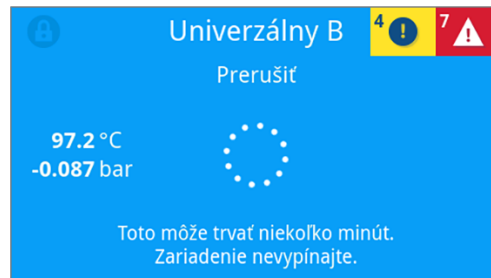 Univerzálny B
4
7
Prerušiť
97.2 °C
-0.087 bar
Toto môže trvať niekoľko minút.
Zariadenie nevypínajte.